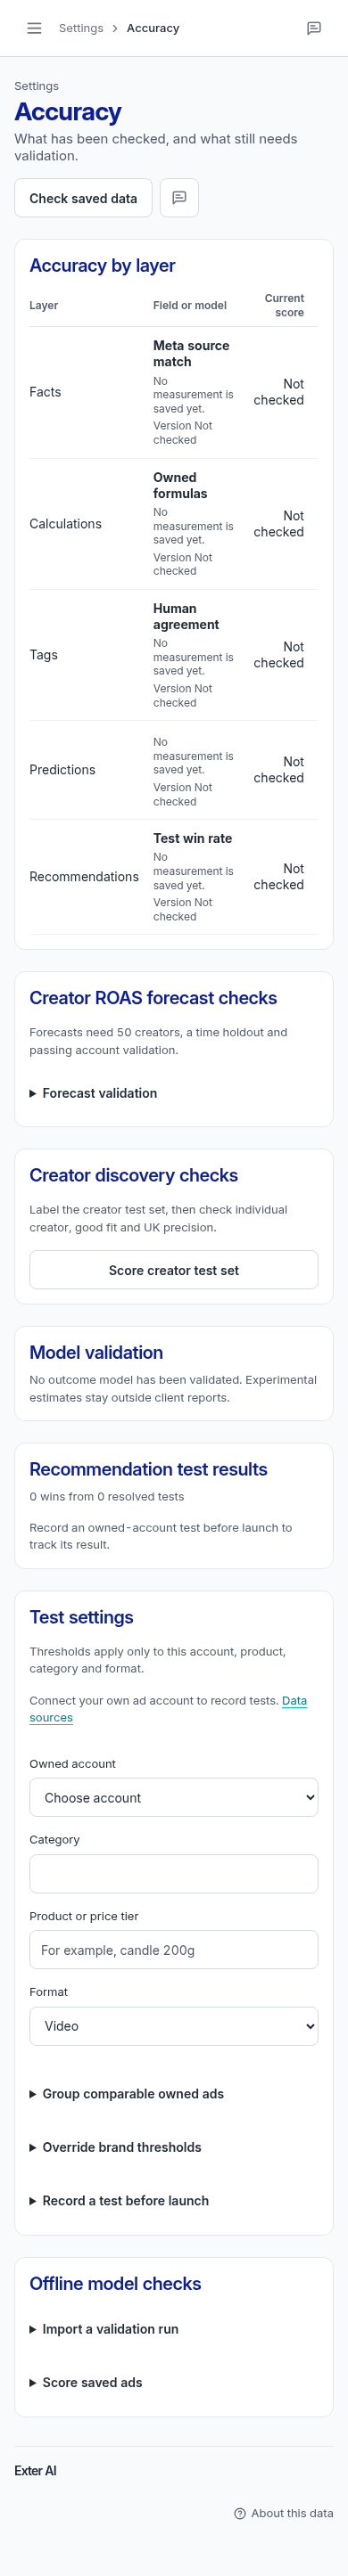 Settings > Accuracy
Settings
Accuracy
What has been checked, and what still needs
validation.
Check saved data
Accuracy by layer
Layer Field or model Current
score
Facts
Meta source
match
No
measurement is
saved yet.
Version Not
checked
Not
checked
Calculations
Owned
formulas
No
measurement is
saved yet.
Version Not
checked
Not
checked
Tags
Human
agreement
No
measurement is
saved yet.
Version Not
checked
Not
checked
Predictions
No
measurement is
saved yet.
Version Not
checked
Not
checked
Recommendations
Test win rate
No
measurement is
saved yet.
Version Not
checked
Not
checked
Creator ROAS forecast checks
Forecasts need 50 creators, a time holdout and
passing account validation.
Forecast validation
Creator discovery checks
Label the creator test set, then check individual
creator, good fit and UK precision.
Score creator test set
Model validation
No outcome model has been validated. Experimental
estimates stay outside client reports.
Recommendation test results
0 wins from 0 resolved tests
Record an owned-account test before launch to
track its result.
Test settings
Thresholds apply only to this account, product,
category and format.
Connect your own ad account to record tests. Data
sources
Owned account
Choose account
Category
Product or price tier
For example, candle 200g
Format
Video
Group comparable owned ads
Override brand thresholds
Record a test before launch
Offline model checks
Import a validation run
Score saved ads
Exter AI
About this data